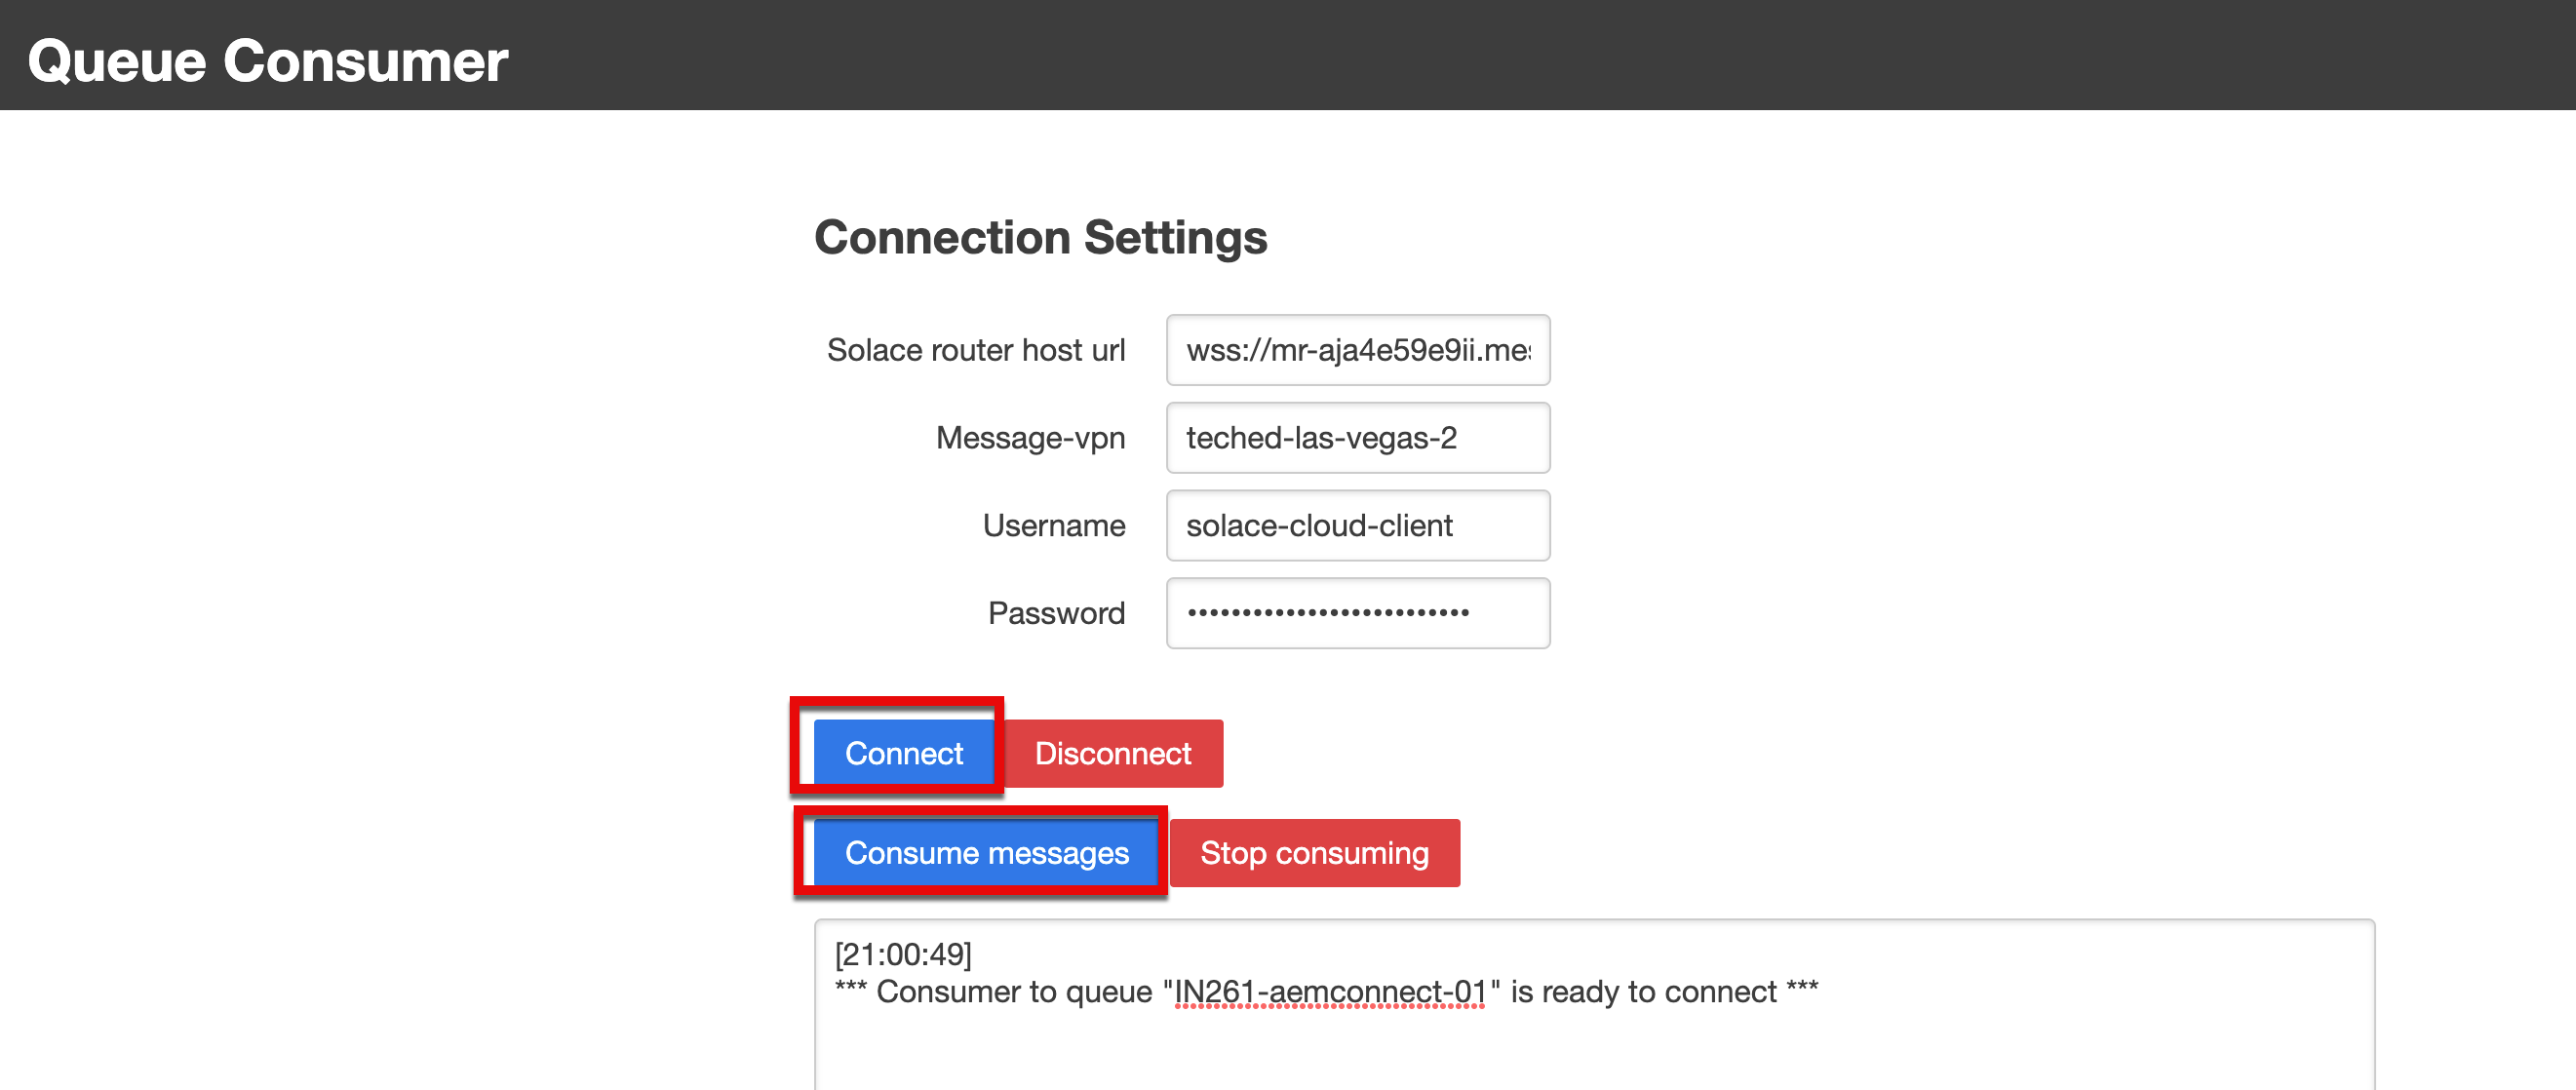 Queue Consumer
Connection Settings
Solace router host url wss://mr-aja4e59e9ii.mes
Message-vpn teched-las-vegas-2
Username solace-cloud-client
Password ••••••••••••••••••••••••••
Connect Disconnect
Consume messages Stop consuming
[21:00:49]
*** Consumer to queue "IN261-aemconnect-01" is ready to connect ***